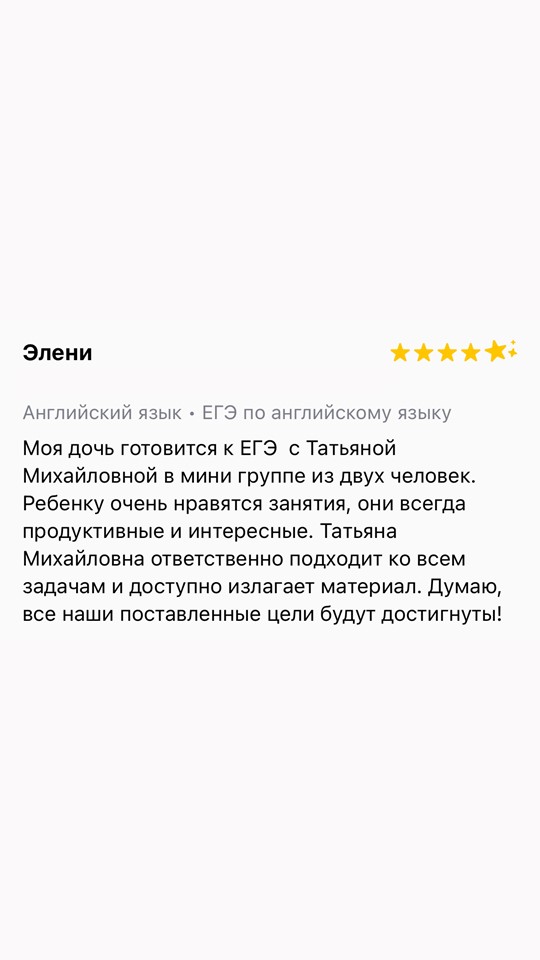 Элени
Английский язык • ЕГЭ по английскому языку
Моя дочь готовится к ЕГЭ  с Татьяной
Михайловной в мини группе из двух человек.
Ребенку очень нравятся занятия, они всегда
продуктивные и интересные. Татьяна
Михайловна ответственно подходит ко всем
задачам и доступно излагает материал. Думаю,
все наши поставленные цели будут достигнуты!